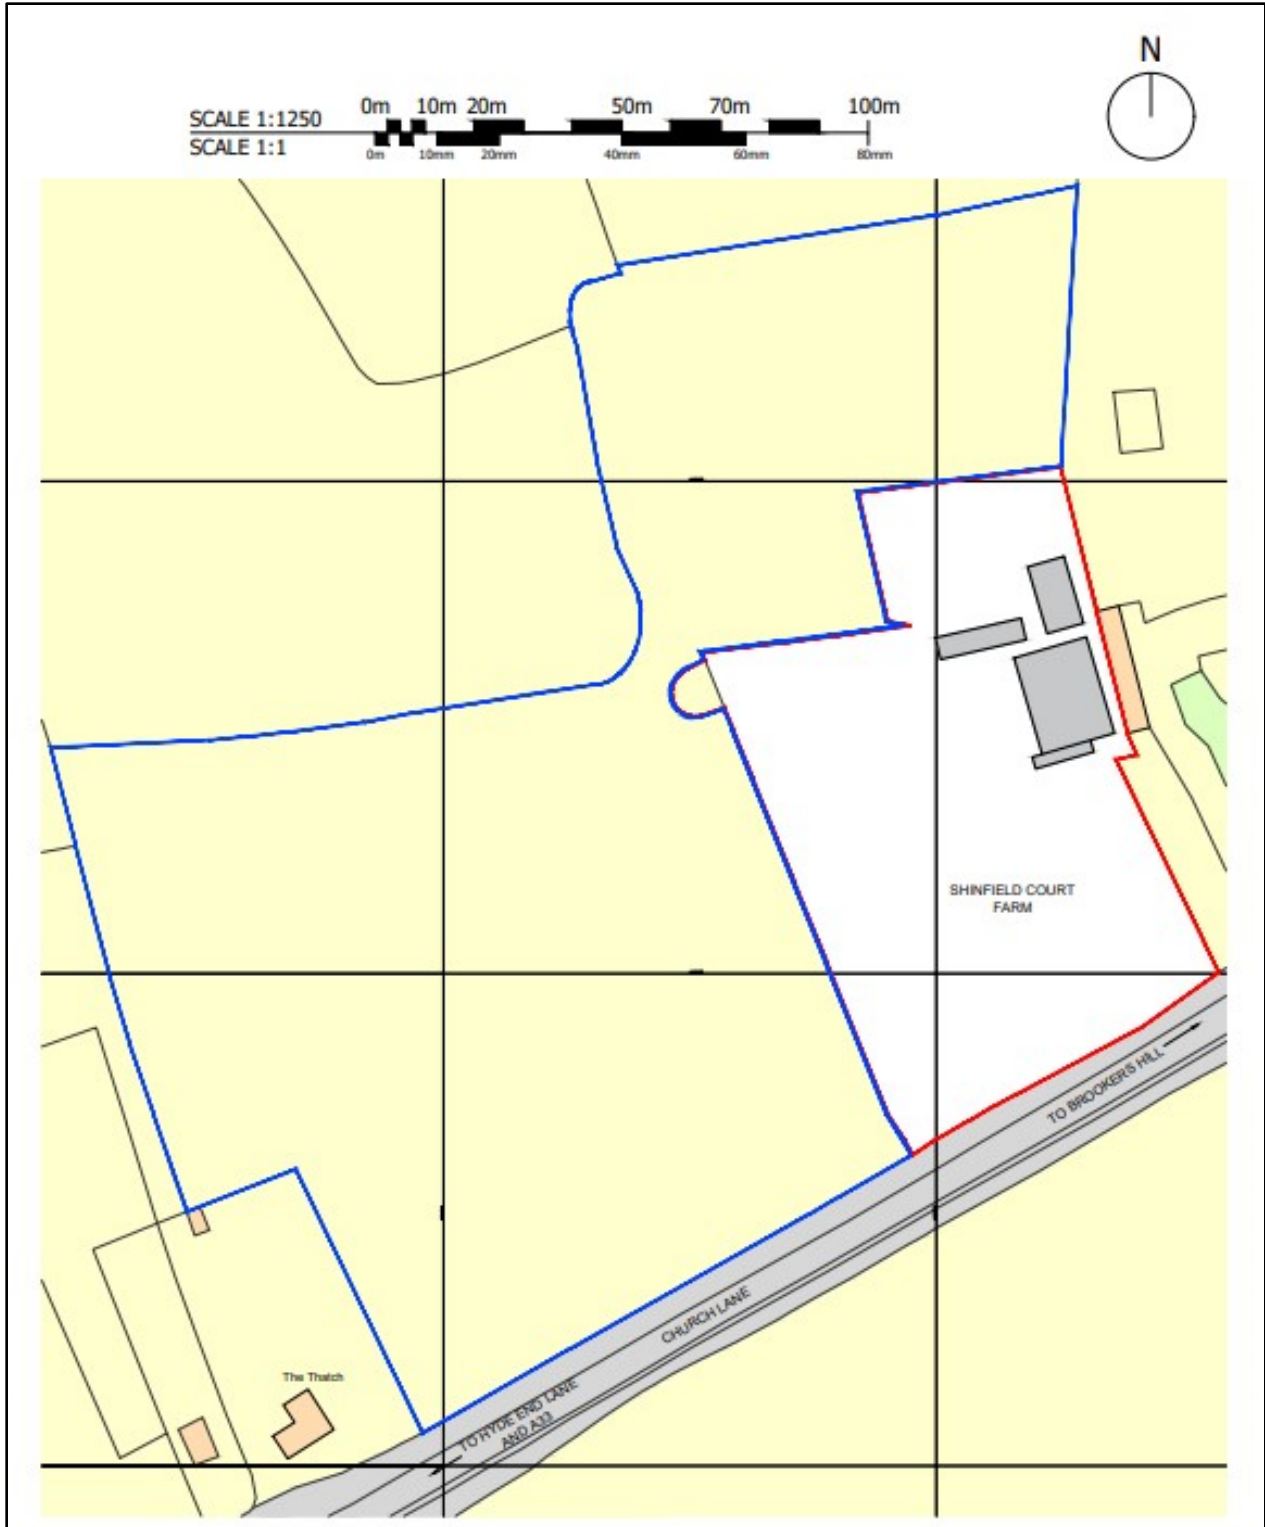 N
0m 10m 20m 50m 70m 100m
SCALE 1:1250
SCALE 1:1
0m 10mm 20mm 40mm 60mm 80mm
SHINFIELD COURT
FARM
TO BROOKERS HILL
CHURCH LANE
The Thatch
TO HYDE END LANE
AND A33